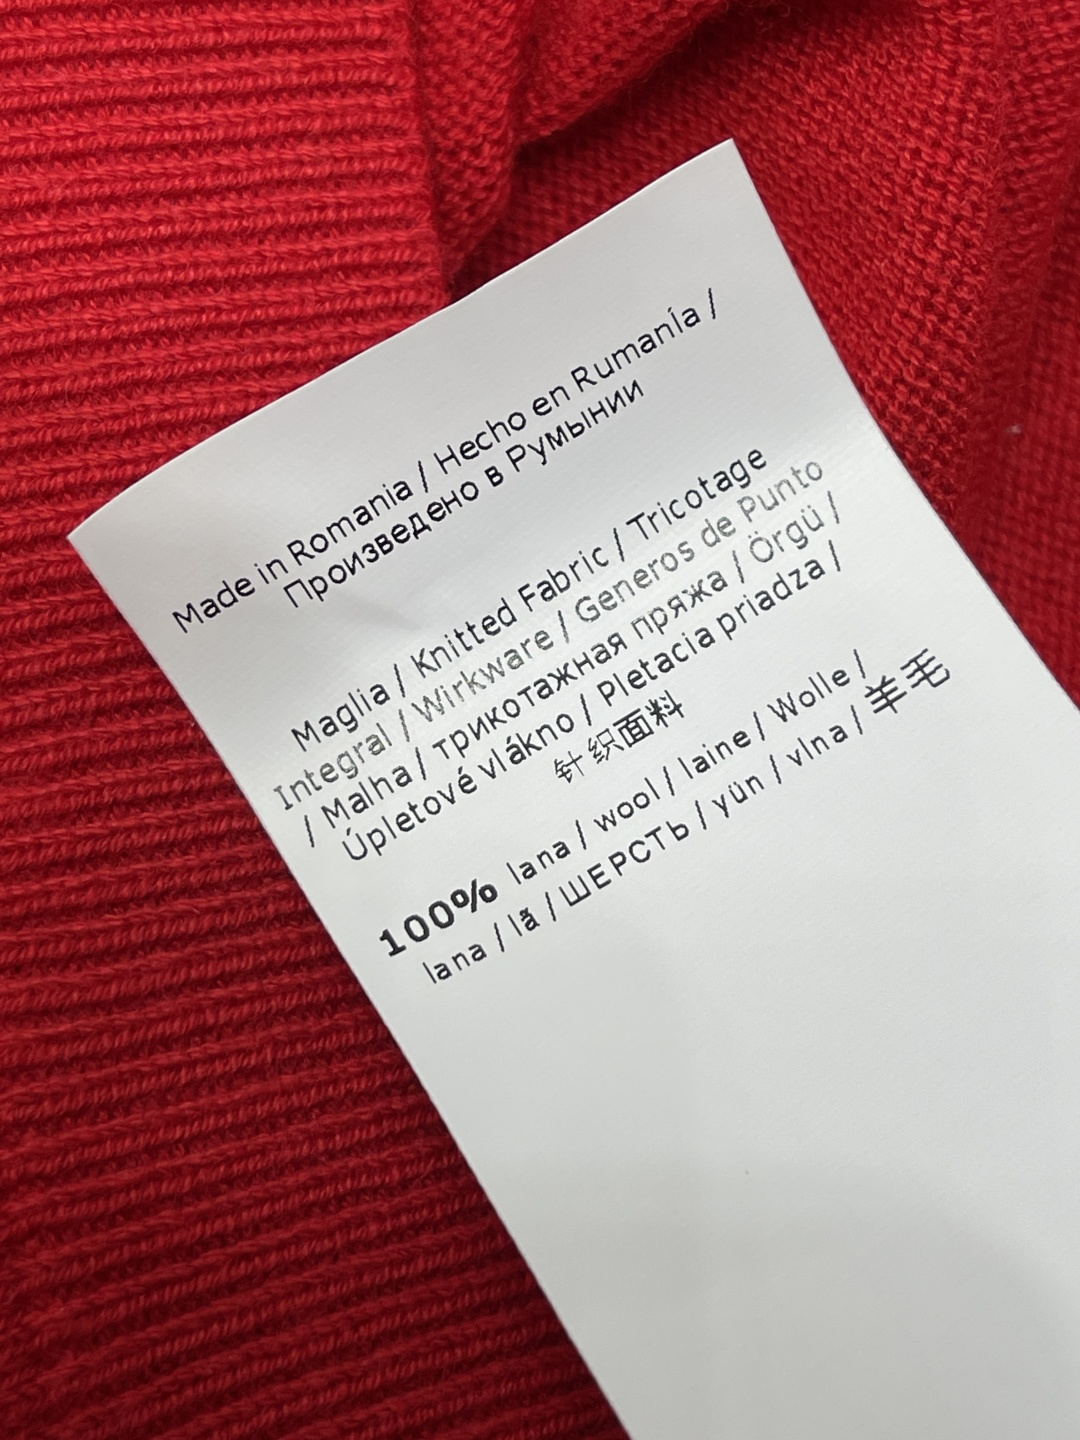 Made in Romania / Hecho en Rumanía /
Произведено в Румынии
Maglia / Knitted Fabric / Tricotage
Integral / Wirkware / Generos de Punto
/ Malha / трикотажная пряжа / Örgü /
Úpletové vlákno / Pletacia priadza /
针织面料
100% lana / wool / laine / Wolle /
lana / lã / ШЕРСТЬ / yün / vlna / 羊毛